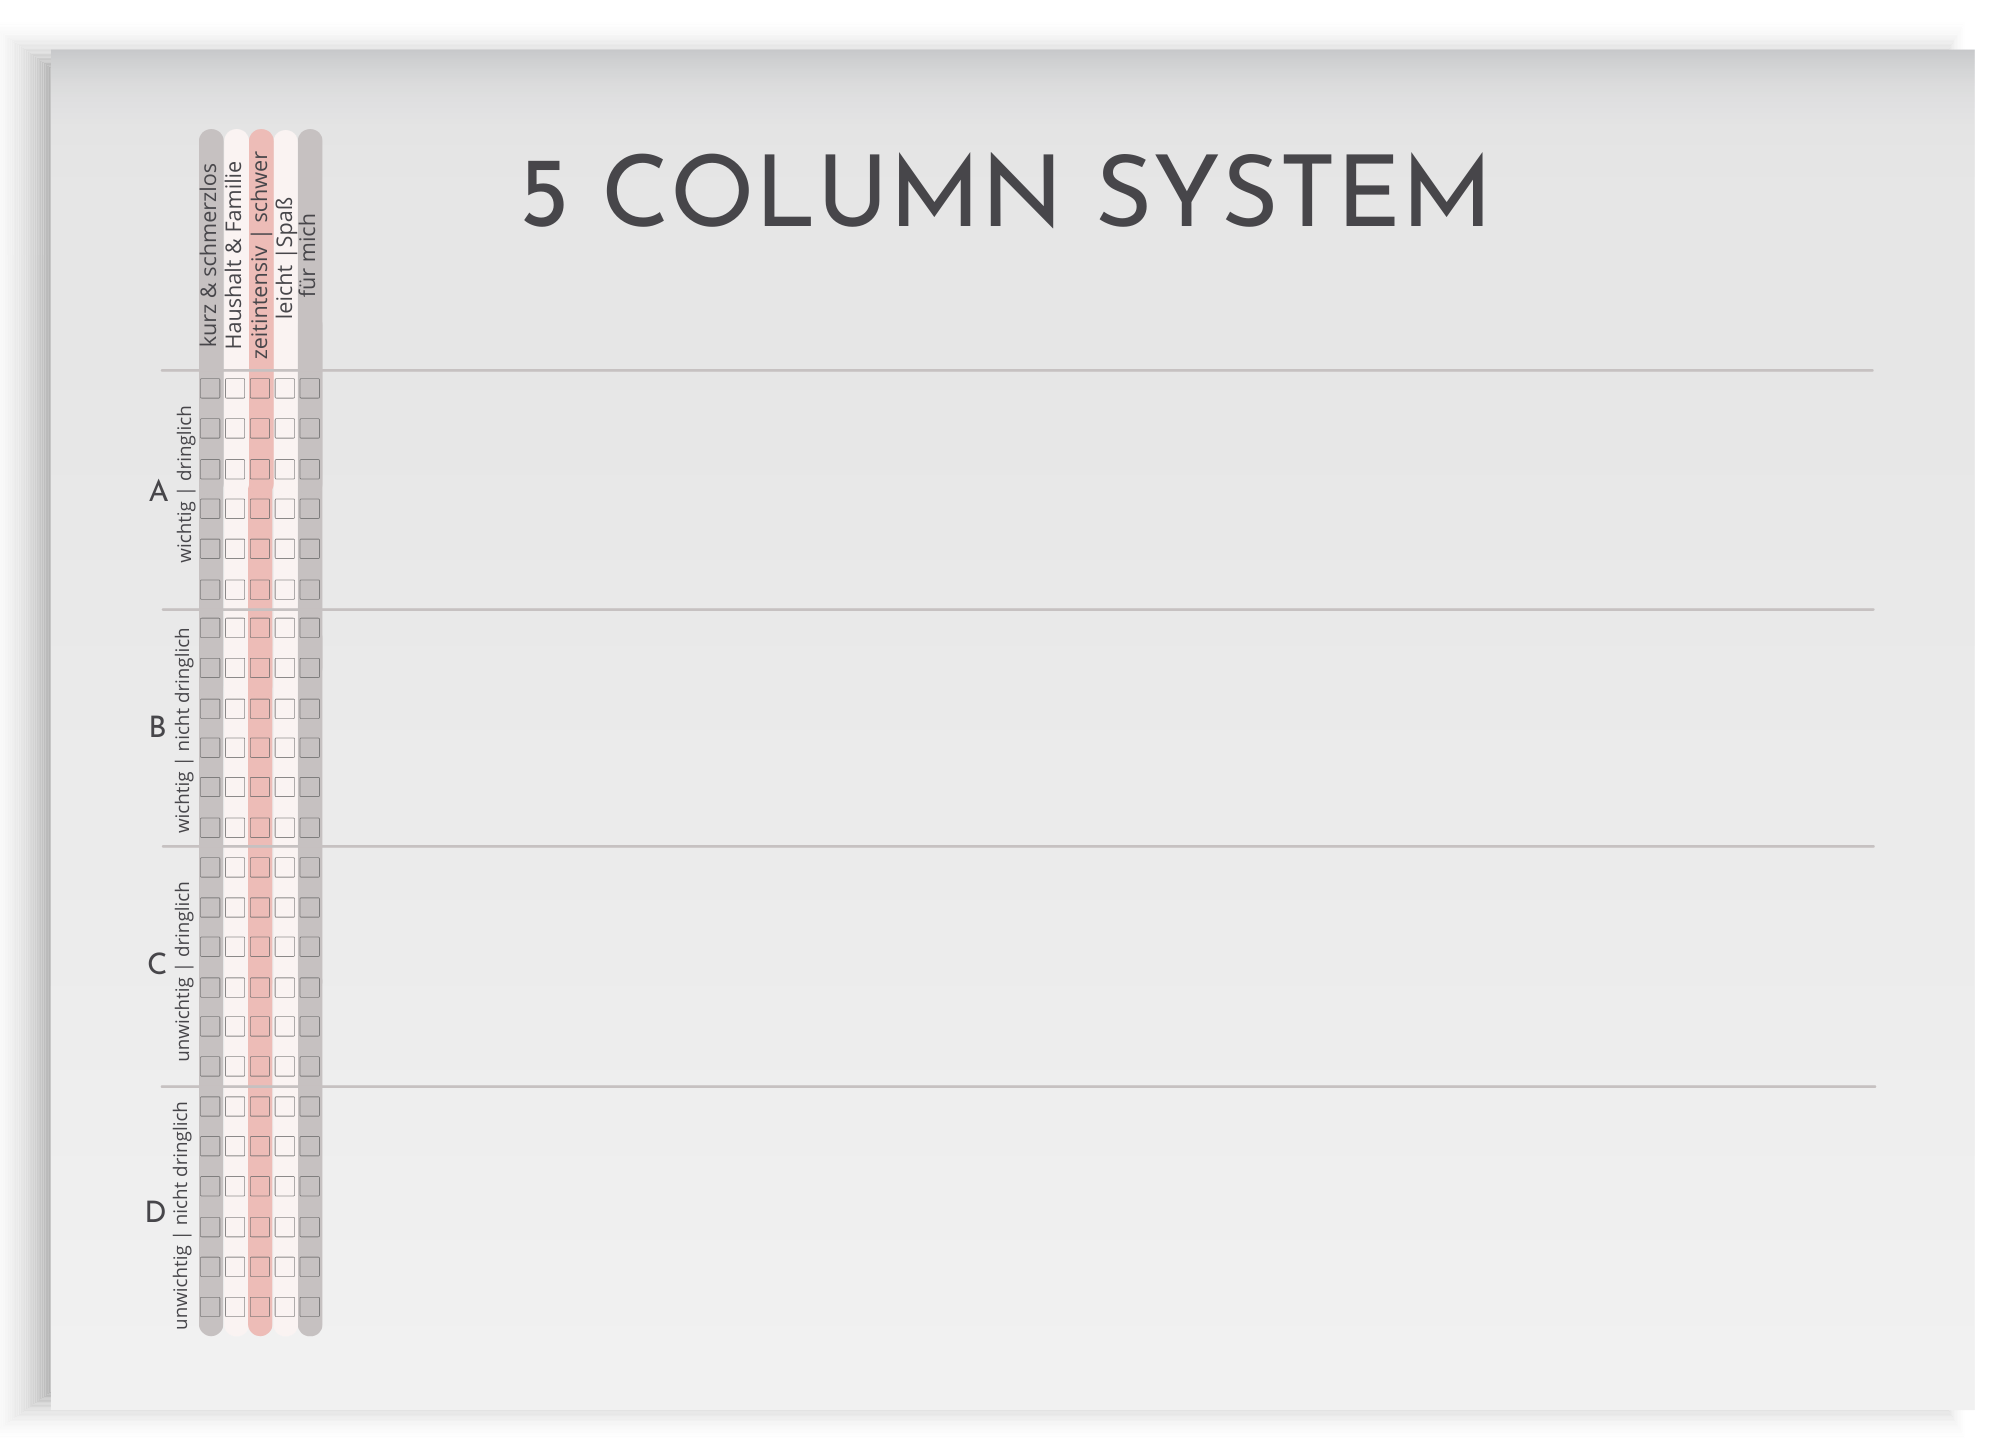 5 COLUMN SYSTEM
kurz & schmerzlos
Haushalt & Familie
zeitintensiv | schwer
leicht | Spaß
für mich
A
wichtig | dringlich
B
wichtig | nicht dringlich
C
unwichtig | dringlich
D
unwichtig | nicht dringlich